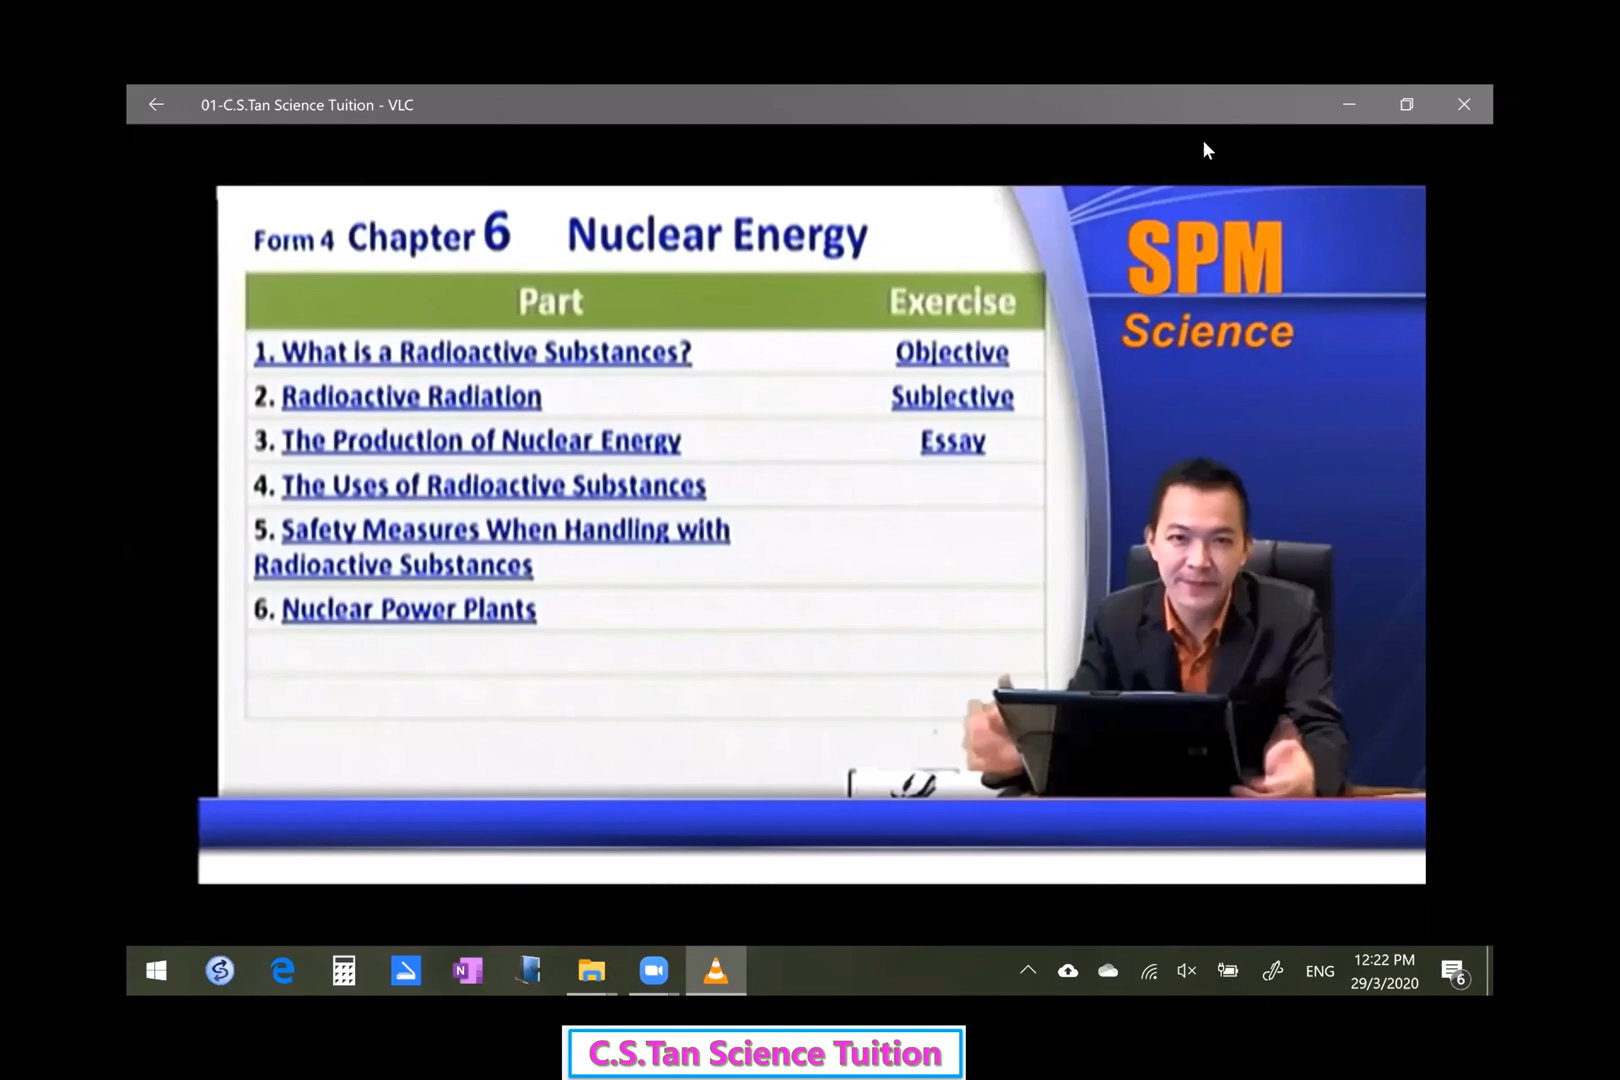 01-C.S.Tan Science Tuition - VLC
Form 4 Chapter 6 Nuclear Energy
SPM
Science
Part Exercise
1. What is a Radioactive Substances? Objective
2. Radioactive Radiation Subjective
3. The Production of Nuclear Energy Essay
4. The Uses of Radioactive Substances
5. Safety Measures When Handling with
Radioactive Substances
6. Nuclear Power Plants
ENG
12:22 PM
29/3/2020
6
C.S.Tan Science Tuition